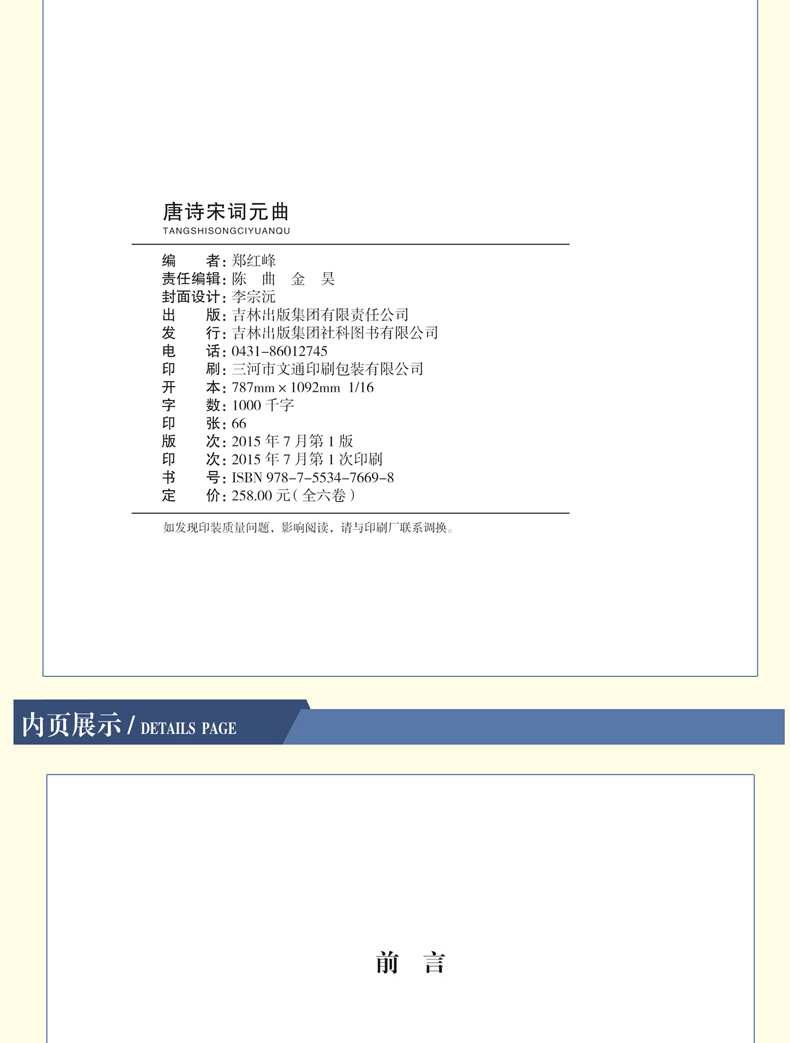 唐诗宋词元曲
TANGSHISONGCIYUANQU
编　　者：郑红峰
责任编辑：陈　曲　金　昊
封面设计：李宗沅
出　　版：吉林出版集团有限责任公司
发　　行：吉林出版集团社科图书有限公司
电　　话：0431-86012745
印　　刷：三河市文通印刷包装有限公司
开　　本：787mm×1092mm 1/16
字　　数：1000 千字
印　　张：66
版　　次：2015 年 7 月第 1 版
印　　次：2015 年 7 月第 1 次印刷
书　　号：ISBN 978-7-5534-7669-8
定　　价：258.00 元（全六卷）
如发现印装质量问题，影响阅读，请与印刷厂联系调换。
内页展示 / DETAILS PAGE
前　言